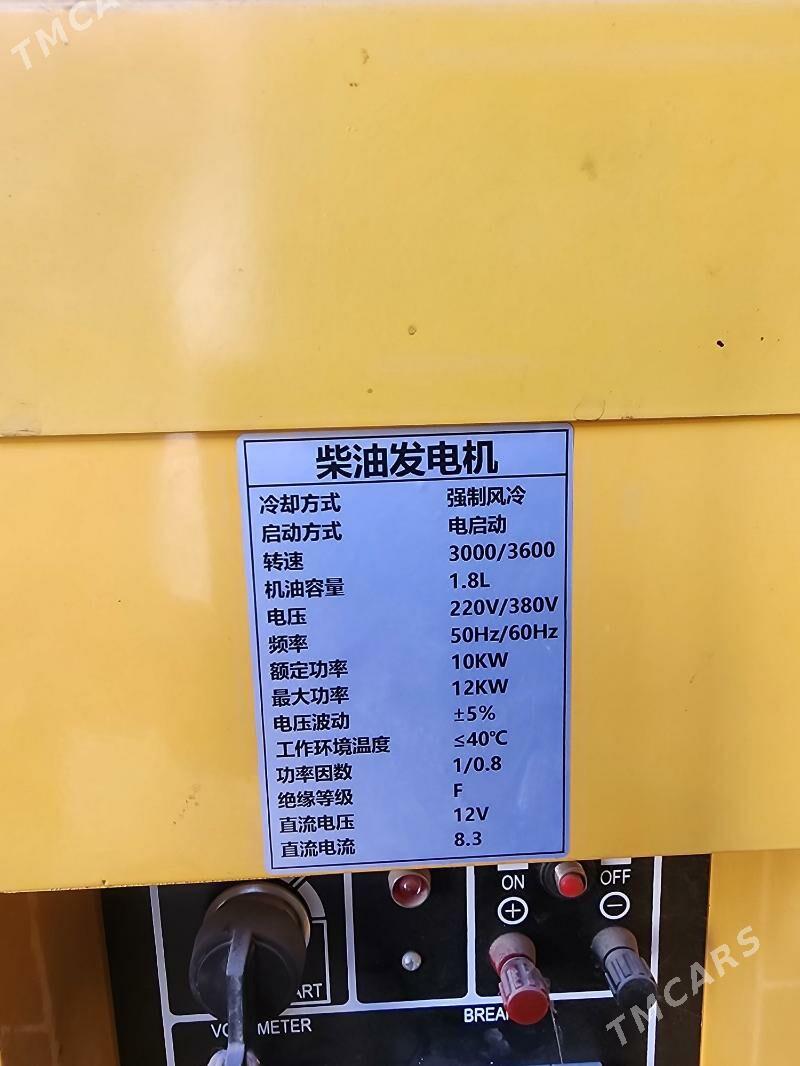 TMCARS
柴油发电机
冷却方式 强制风冷
启动方式 电启动
转速 3000/3600
机油容量 1.8L
电压 220V/380V
频率 50Hz/60Hz
额定功率 10KW
最大功率 12KW
电压波动 ±5%
工作环境温度 ≤40℃
功率因数 1/0.8
绝缘等级 F
直流电压 12V
直流电流 8.3
ON OFF
+ −
TMCARS